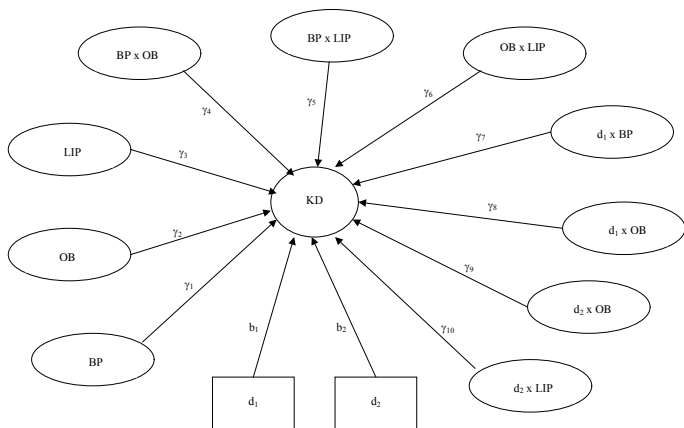 BP x LIP
BP x OB
OB x LIP
γ₅
γ₆
γ₄
γ₇
d₁ x BP
LIP
γ₃
KD
γ₈
d₁ x OB
γ₂
OB
γ₉
γ₁
d₂ x OB
b₁
b₂
γ₁₀
BP
d₂ x LIP
d₁
d₂